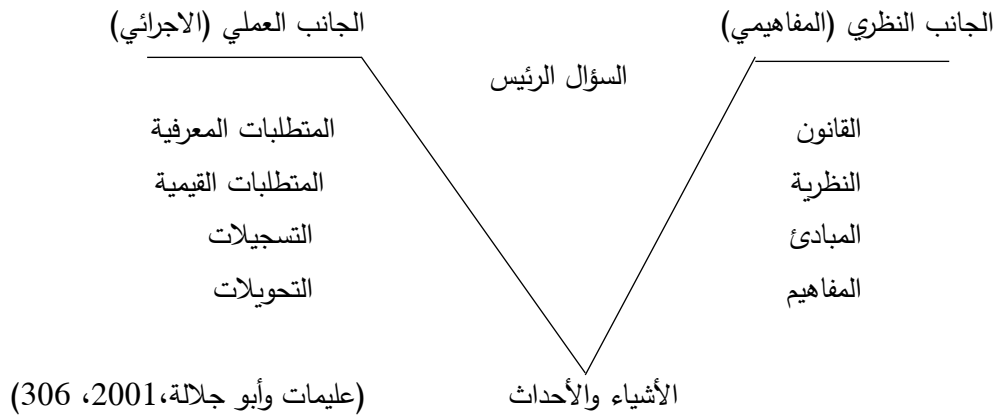 الجانب النظري (المفاهيمي) الجانب العملي (الاجرائي)
السؤال الرئيس
القانون المتطلبات المعرفية
النظرية المتطلبات القيمية
المبادئ التسجيلات
المفاهيم التحويلات
الأشياء والأحداث (عليمات وأبو جلالة،2001، 306)